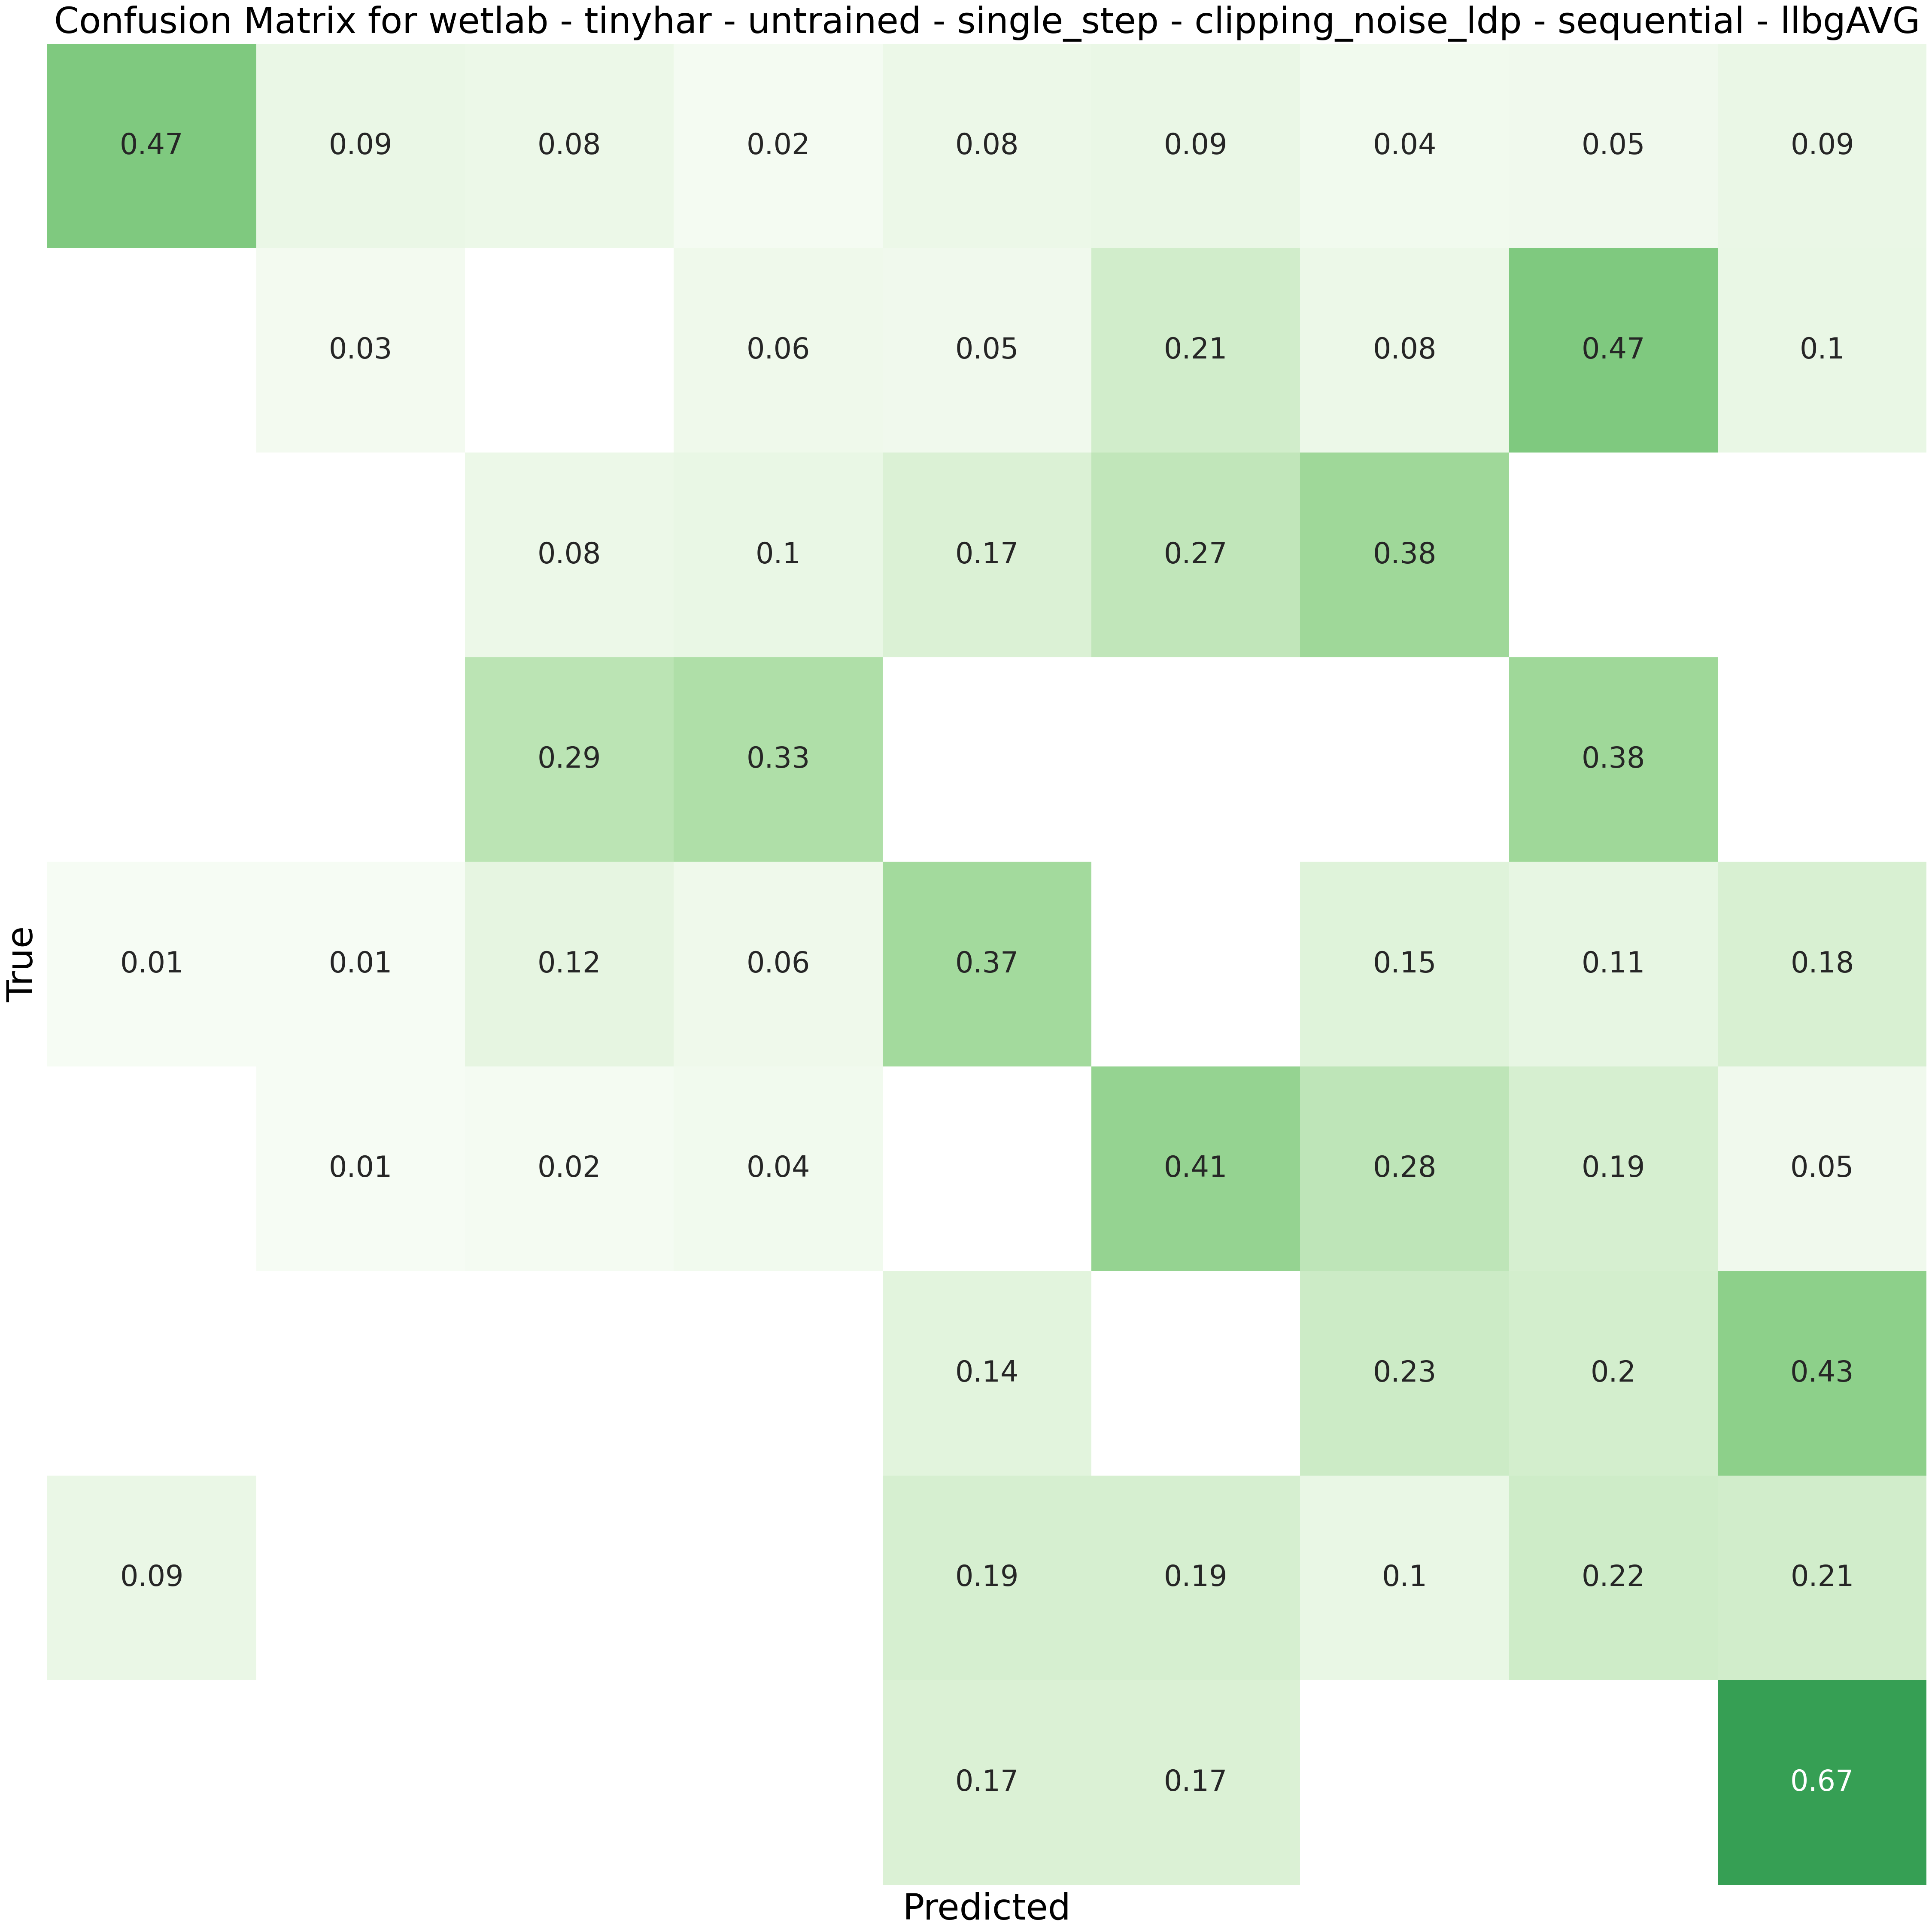 Confusion Matrix for wetlab - tinyhar - untrained - single_step - clipping_noise_ldp - sequential - llbgAVG
0.47 0.09 0.08 0.02 0.08 0.09 0.04 0.05 0.09
0.03 0.06 0.05 0.21 0.08 0.47 0.1
0.08 0.1 0.17 0.27 0.38
0.29 0.33 0.38
True
0.01 0.01 0.12 0.06 0.37 0.15 0.11 0.18
0.01 0.02 0.04 0.41 0.28 0.19 0.05
0.14 0.23 0.2 0.43
0.09 0.19 0.19 0.1 0.22 0.21
0.17 0.17 0.67
Predicted